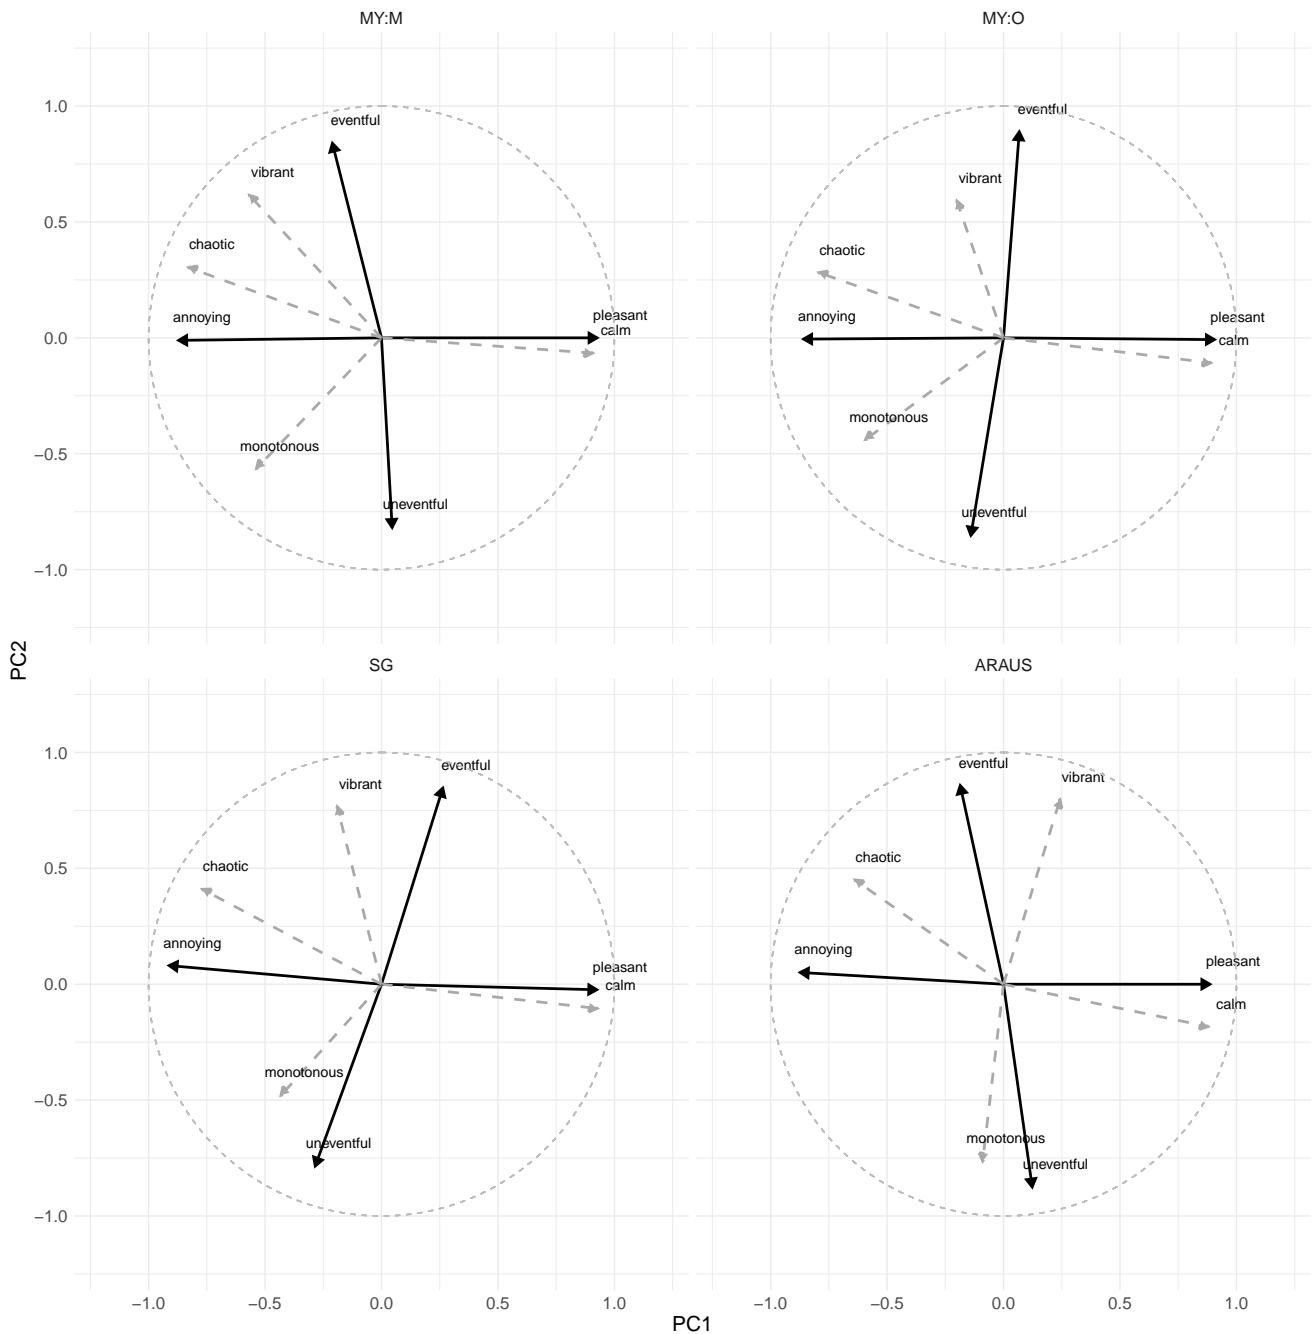 MY:M
MY:O
1.0
eventful
vibrant
0.5
chaotic
annoying
pleasant
calm
0.0
monotonous
−0.5
uneventful
−1.0
eventful
vibrant
chaotic
annoying
pleasant
calm
monotonous
uneventful
PC2
SG
ARAUS
1.0
eventful
vibrant
0.5
chaotic
annoying
pleasant
calm
0.0
monotonous
−0.5
uneventful
−1.0
eventful
vibrant
chaotic
annoying
pleasant
calm
monotonous
uneventful
−1.0 −0.5 0.0 0.5 1.0
−1.0 −0.5 0.0 0.5 1.0
PC1